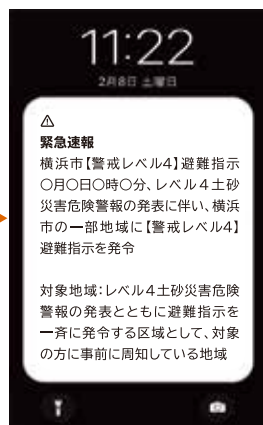 11:22
2月8日 土曜日
緊急速報
横浜市【警戒レベル4】避難指示
〇月〇日〇時〇分、レベル４土砂
災害危険警報の発表に伴い、横浜
市の一部地域に【警戒レベル4】
避難指示を発令
対象地域：レベル４土砂災害危険
警報の発表とともに避難指示を
一斉に発令する区域として、対象
の方に事前に周知している地域